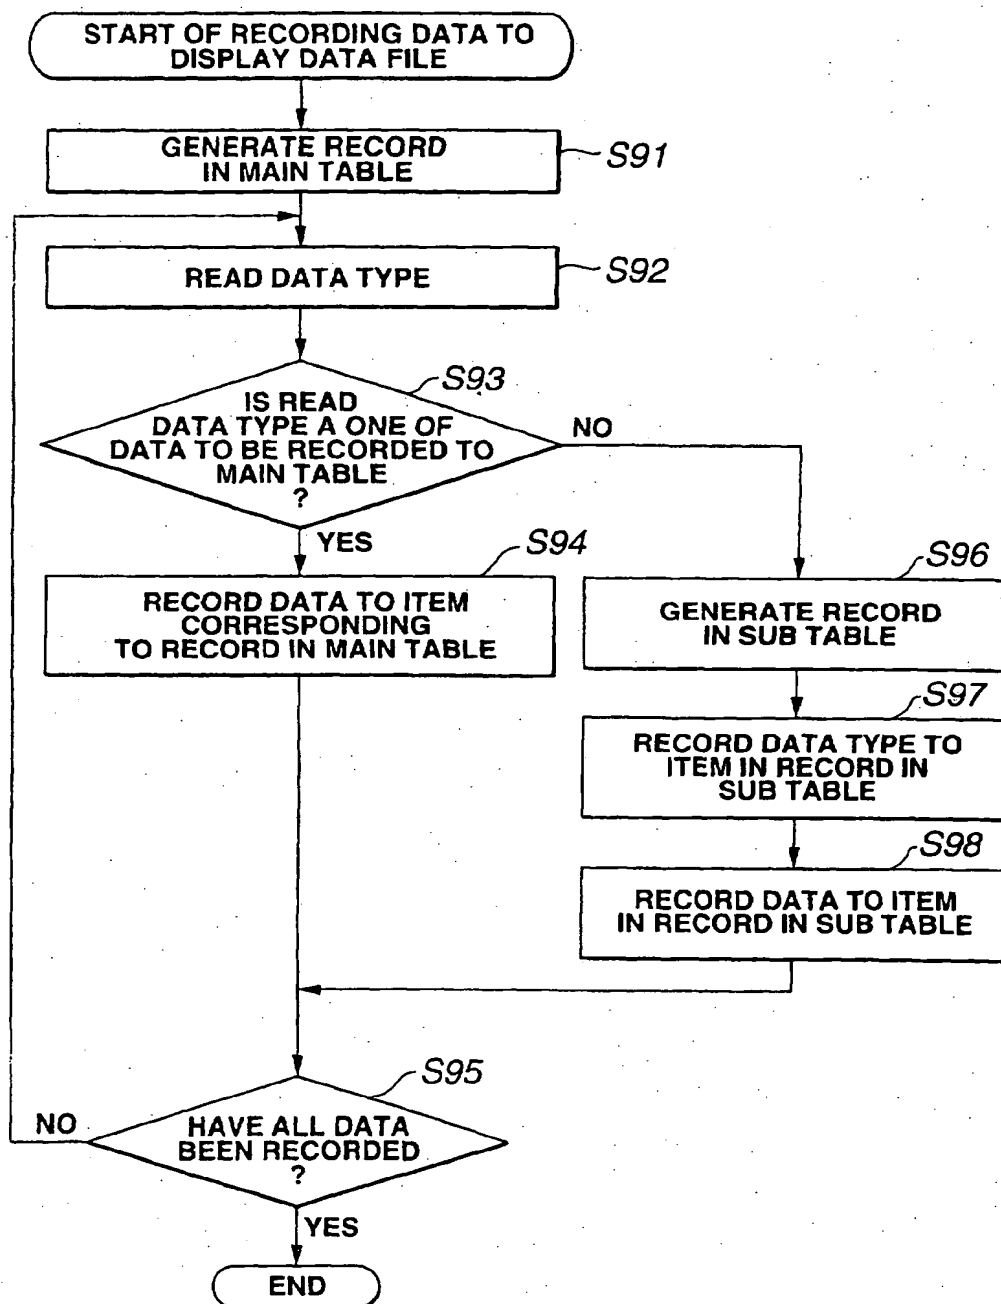 START OF RECORDING DATA TO
DISPLAY DATA FILE
GENERATE RECORD
IN MAIN TABLE
S91
READ DATA TYPE
S92
S93
IS READ
DATA TYPE A ONE OF
DATA TO BE RECORDED TO
MAIN TABLE
?
NO
YES
S94
RECORD DATA TO ITEM
CORRESPONDING
TO RECORD IN MAIN TABLE
S96
GENERATE RECORD
IN SUB TABLE
S97
RECORD DATA TYPE TO
ITEM IN RECORD IN
SUB TABLE
S98
RECORD DATA TO ITEM
IN RECORD IN SUB TABLE
S95
HAVE ALL DATA
BEEN RECORDED
?
NO
YES
END